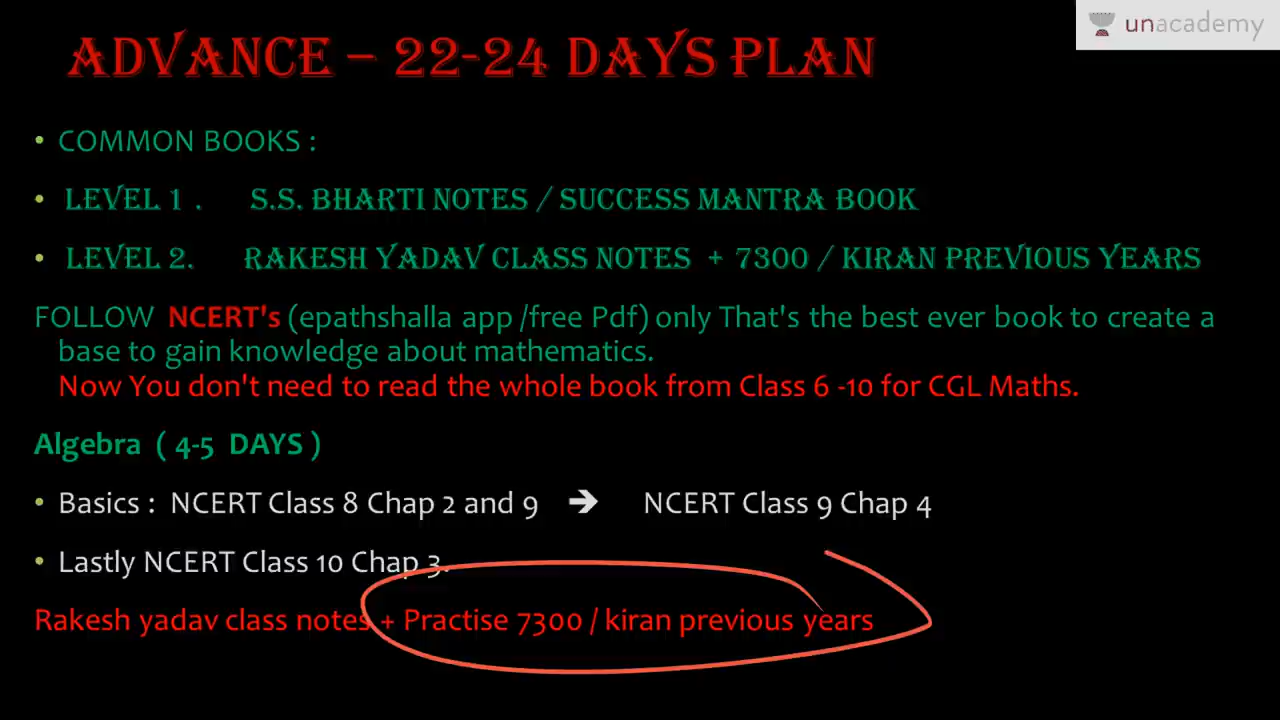 unacademy
ADVANCE – 22-24 DAYS PLAN
• COMMON BOOKS :
• LEVEL 1 . S.S. BHARTI NOTES / SUCCESS MANTRA BOOK
• LEVEL 2. RAKESH YADAV CLASS NOTES + 7300 / KIRAN PREVIOUS YEARS
FOLLOW NCERT's (epathshalla app /free Pdf) only That's the best ever book to create a
base to gain knowledge about mathematics.
Now You don't need to read the whole book from Class 6 -10 for CGL Maths.
Algebra ( 4-5 DAYS )
• Basics : NCERT Class 8 Chap 2 and 9 ➔ NCERT Class 9 Chap 4
• Lastly NCERT Class 10 Chap 3.
Rakesh yadav class notes + Practise 7300 / kiran previous years